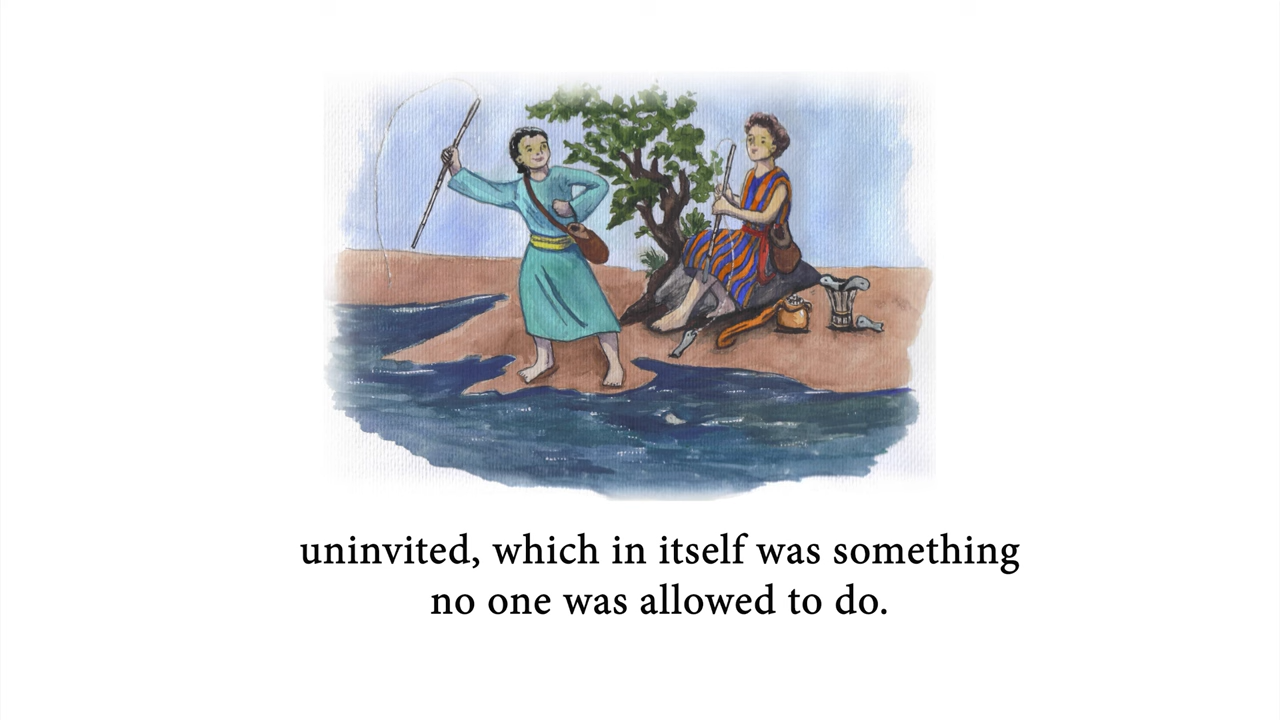 uninvited, which in itself was something
no one was allowed to do.